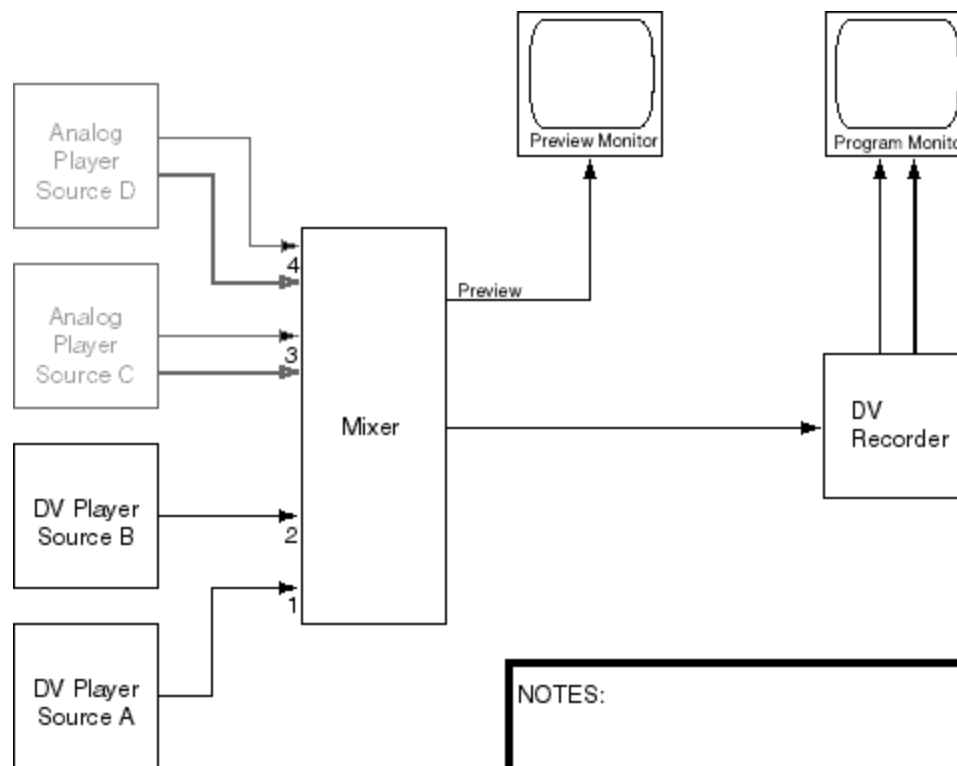 Preview Monitor
Program Monito
Analog
Player
Source D
4
Analog
Player
Source C
3
Preview
Mixer
DV
Recorder
DV Player
Source B
2
1
DV Player
Source A
NOTES: